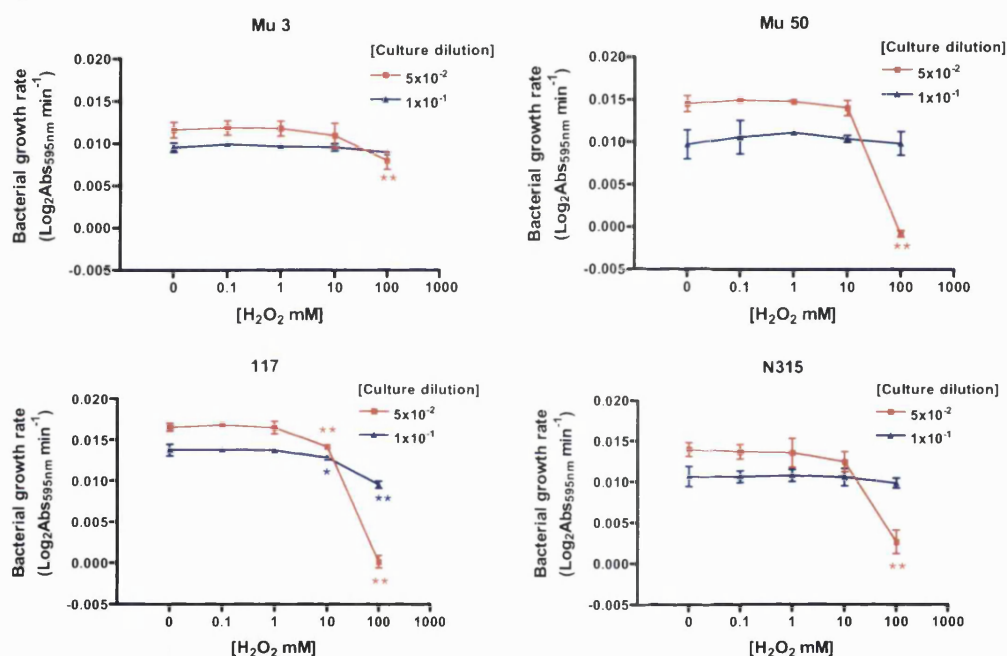 Mu 3
[Culture dilution]
5x10⁻²
1x10⁻¹
0.020
0.015
0.010
0.005
0.000
-0.005
Bacterial growth rate
(Log₂Abs₅₉₅ₙₘ min⁻¹)
**
0 0.1 1 10 100 1000
[H₂O₂ mM]
Mu 50
[Culture dilution]
5x10⁻²
1x10⁻¹
0.020
0.015
0.010
0.005
0.000
-0.005
Bacterial growth rate
(Log₂Abs₅₉₅ₙₘ min⁻¹)
**
0 0.1 1 10 100 1000
[H₂O₂ mM]
117
[Culture dilution]
5x10⁻²
1x10⁻¹
0.020
0.015
0.010
0.005
0.000
-0.005
Bacterial growth rate
(Log₂Abs₅₉₅ₙₘ min⁻¹)
**
*
**
**
0 0.1 1 10 100 1000
[H₂O₂ mM]
N315
[Culture dilution]
5x10⁻²
1x10⁻¹
0.020
0.015
0.010
0.005
0.000
-0.005
Bacterial growth rate
(Log₂Abs₅₉₅ₙₘ min⁻¹)
**
0 0.1 1 10 100 1000
[H₂O₂ mM]